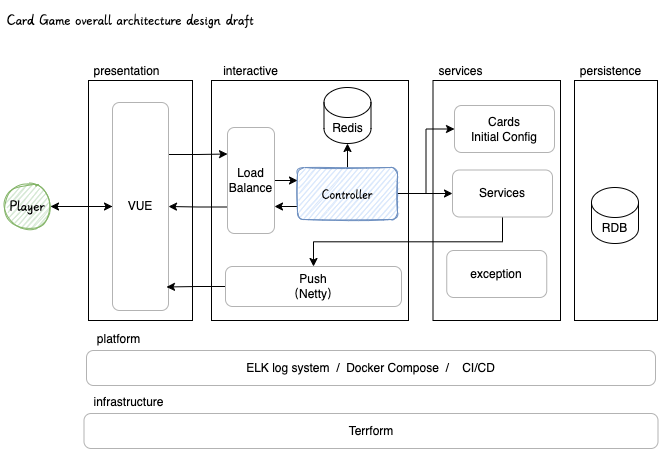 Card Game overall architecture design draft
presentation
interactive
services
persistence
Redis
Cards
Initial Config
Load
Balance
Controller
Services
Player
VUE
RDB
Push
(Netty)
exception
platform
ELK log system / Docker Compose / CI/CD
infrastructure
Terrform